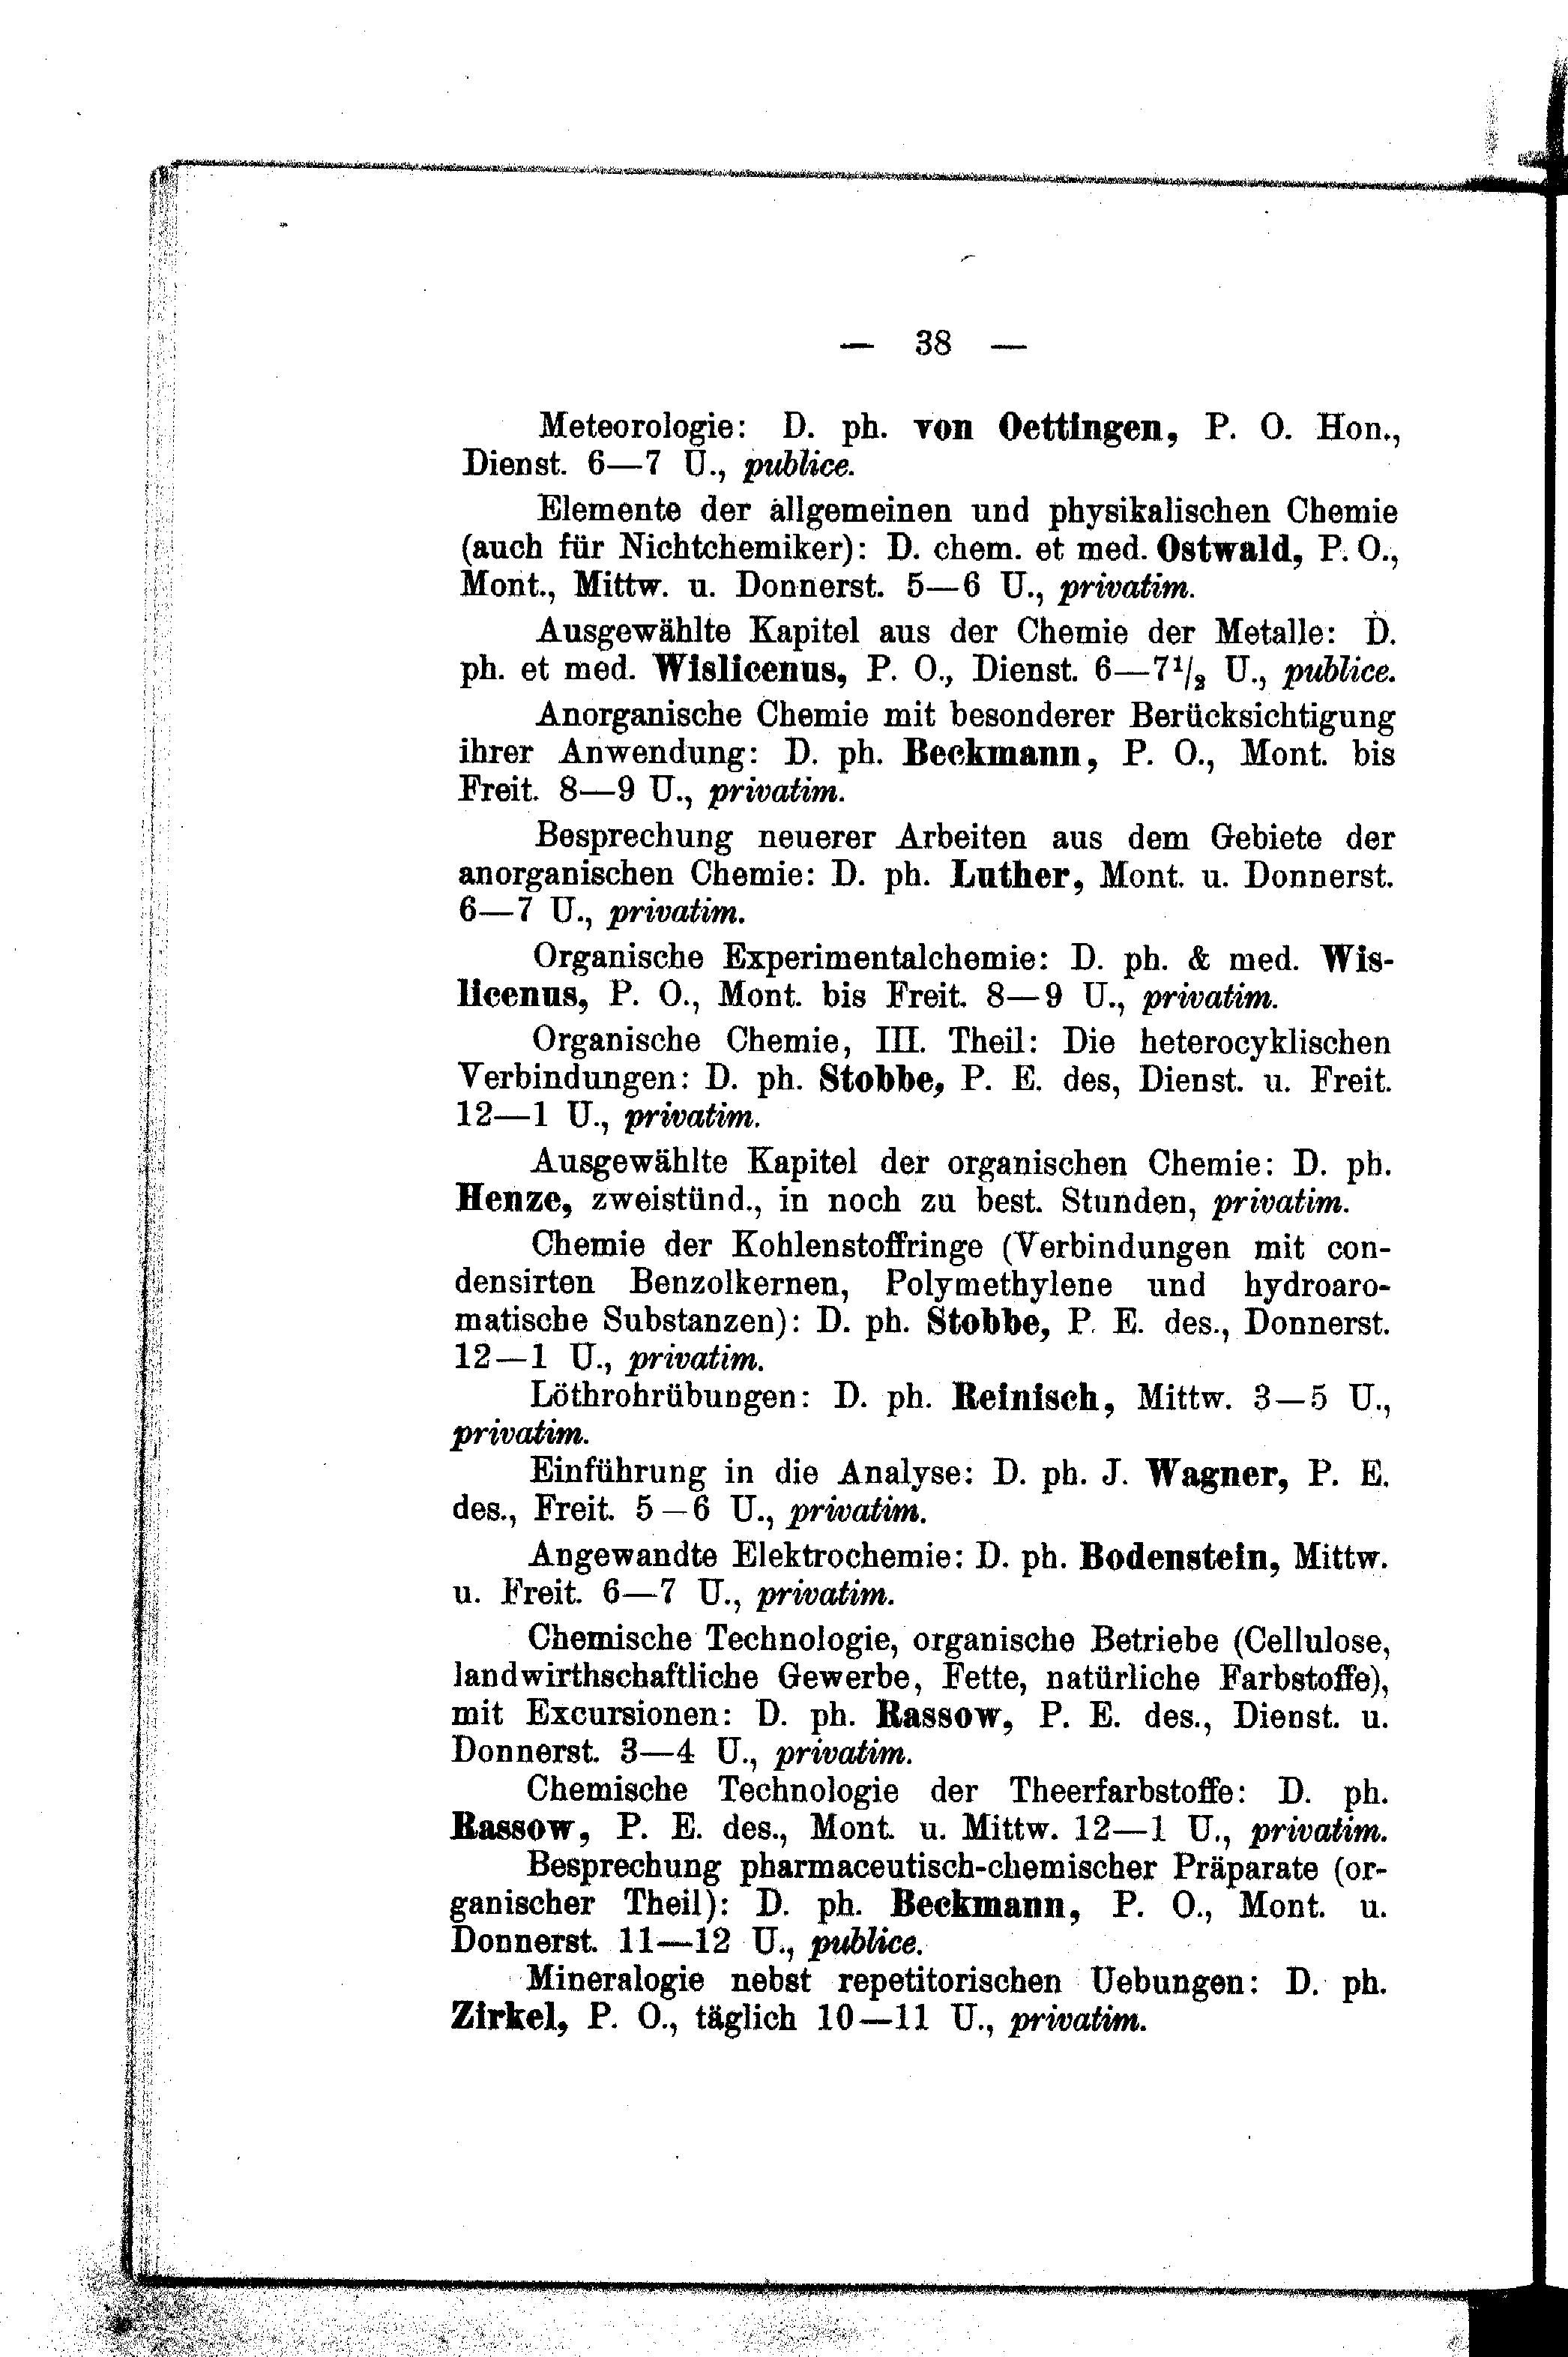 — 38 —
Meteorologie: D. ph. von Oettingen, P. O. Hon.,
Dienst. 6—7 U., publice.
Elemente der allgemeinen und physikalischen Chemie
(auch für Nichtchemiker): D. chem. et med. Ostwald, P. O.,
Mont., Mittw. u. Donnerst. 5—6 U., privatim.
Ausgewählte Kapitel aus der Chemie der Metalle: D.
ph. et med. Wislicenus, P. O., Dienst. 6—7¹/₂ U., publice.
Anorganische Chemie mit besonderer Berücksichtigung
ihrer Anwendung: D. ph. Beckmann, P. O., Mont. bis
Freit. 8—9 U., privatim.
Besprechung neuerer Arbeiten aus dem Gebiete der
anorganischen Chemie: D. ph. Luther, Mont. u. Donnerst.
6—7 U., privatim.
Organische Experimentalchemie: D. ph. & med. Wis-
licenus, P. O., Mont. bis Freit. 8—9 U., privatim.
Organische Chemie, III. Theil: Die heterocyklischen
Verbindungen: D. ph. Stobbe, P. E. des, Dienst. u. Freit.
12—1 U., privatim.
Ausgewählte Kapitel der organischen Chemie: D. ph.
Henze, zweistünd., in noch zu best. Stunden, privatim.
Chemie der Kohlenstoffringe (Verbindungen mit con-
densirten Benzolkernen, Polymethylene und hydroaro-
matische Substanzen): D. ph. Stobbe, P. E. des., Donnerst.
12—1 U., privatim.
Löthrohrübungen: D. ph. Reinisch, Mittw. 3—5 U.,
privatim.
Einführung in die Analyse: D. ph. J. Wagner, P. E.
des., Freit. 5—6 U., privatim.
Angewandte Elektrochemie: D. ph. Bodenstein, Mittw.
u. Freit. 6—7 U., privatim.
Chemische Technologie, organische Betriebe (Cellulose,
landwirthschaftliche Gewerbe, Fette, natürliche Farbstoffe),
mit Excursionen: D. ph. Rassow, P. E. des., Dienst. u.
Donnerst. 3—4 U., privatim.
Chemische Technologie der Theerfarbstoffe: D. ph.
Rassow, P. E. des., Mont. u. Mittw. 12—1 U., privatim.
Besprechung pharmaceutisch-chemischer Präparate (or-
ganischer Theil): D. ph. Beckmann, P. O., Mont. u.
Donnerst. 11—12 U., publice.
Mineralogie nebst repetitorischen Uebungen: D. ph.
Zirkel, P. O., täglich 10—11 U., privatim.